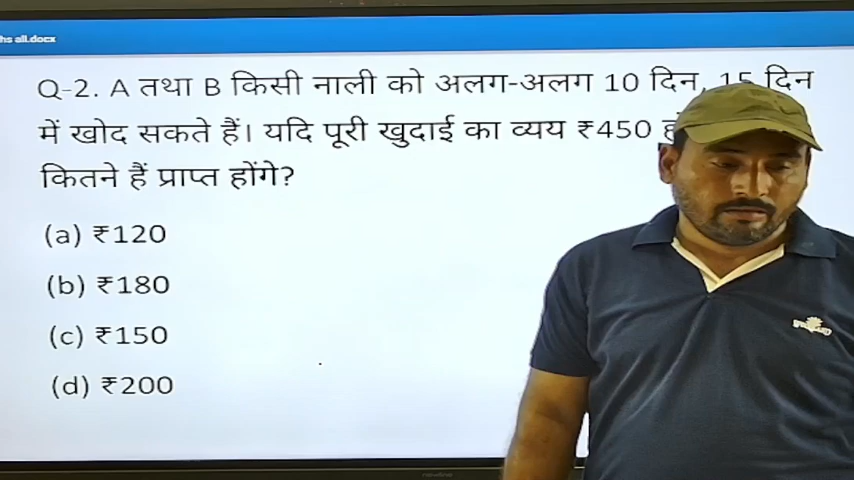 hs all.docx
Q-2. A तथा B किसी नाली को अलग-अलग 10 दिन, 15 दिन
में खोद सकते हैं। यदि पूरी खुदाई का व्यय ₹450
कितने हैं प्राप्त होंगे?
(a) ₹120
(b) ₹180
(c) ₹150
(d) ₹200